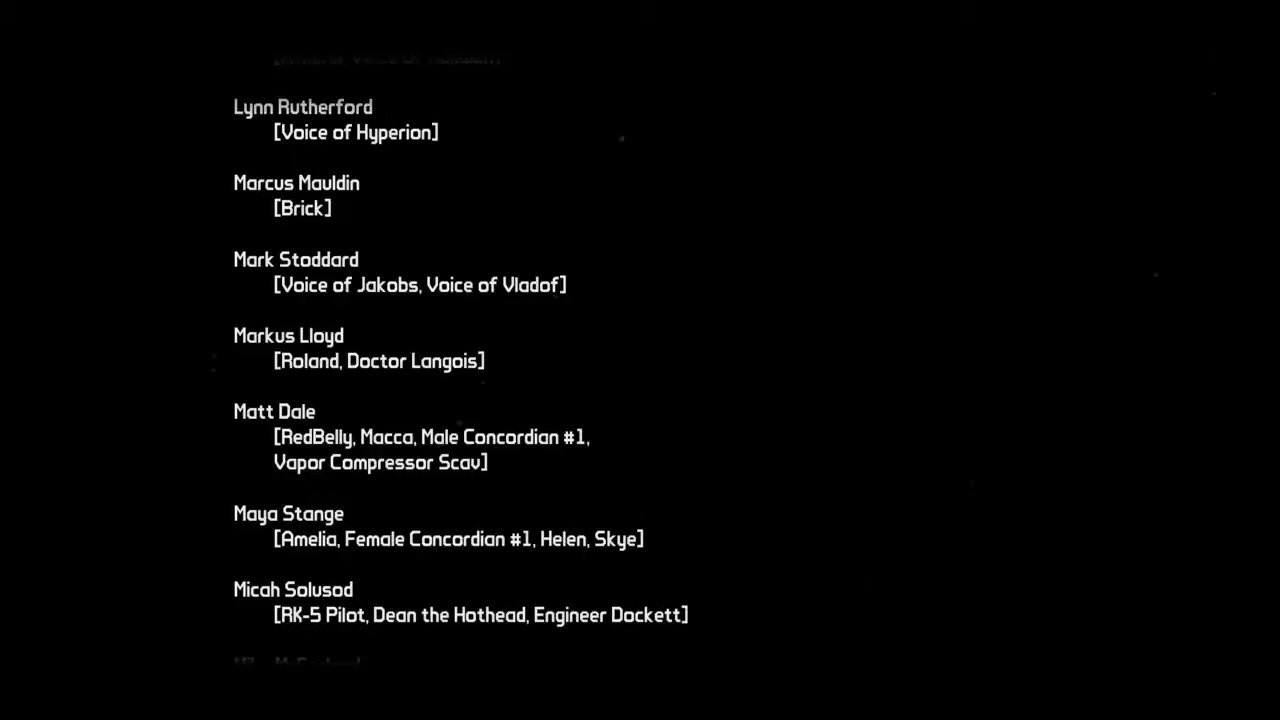 Lynn Rutherford
[Voice of Hyperion]
Marcus Mauldin
[Brick]
Mark Stoddard
[Voice of Jakobs, Voice of Vladof]
Markus Lloyd
[Roland, Doctor Langois]
Matt Dale
[RedBelly, Macca, Male Concordian #1,
Vapor Compressor Scav]
Maya Stange
[Amelia, Female Concordian #1, Helen, Skye]
Micah Solusod
[RK-5 Pilot, Dean the Hothead, Engineer Dockett]